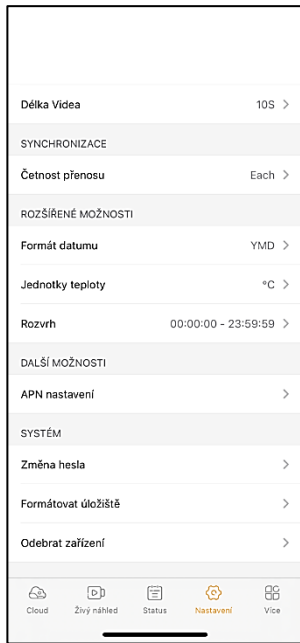 Délka Videa 10S
SYNCHRONIZACE
Četnost přenosu Each
ROZŠÍŘENÉ MOŽNOSTI
Formát datumu YMD
Jednotky teploty °C
Rozvrh 00:00:00 - 23:59:59
DALŠÍ MOŽNOSTI
APN nastavení
SYSTÉM
Změna hesla
Formátovat úložiště
Odebrat zařízení
Cloud Živý náhled Status Nastavení Více